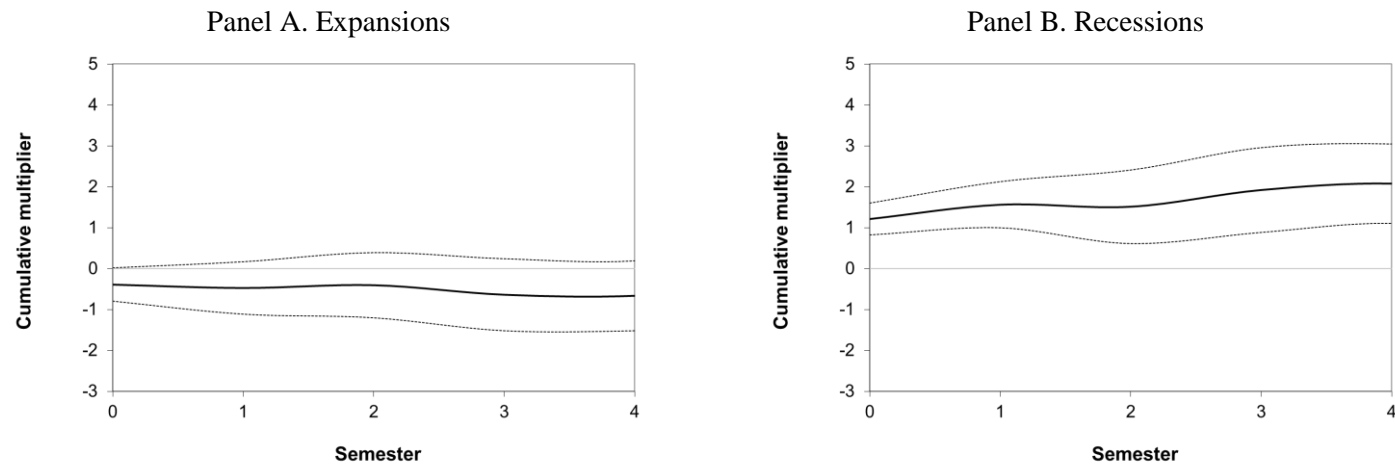 Panel A. Expansions
5
4
3
2
1
0
-1
-2
-3
Cumulative multiplier
0 1 2 3 4
Semester
Panel B. Recessions
5
4
3
2
1
0
-1
-2
-3
Cumulative multiplier
0 1 2 3 4
Semester